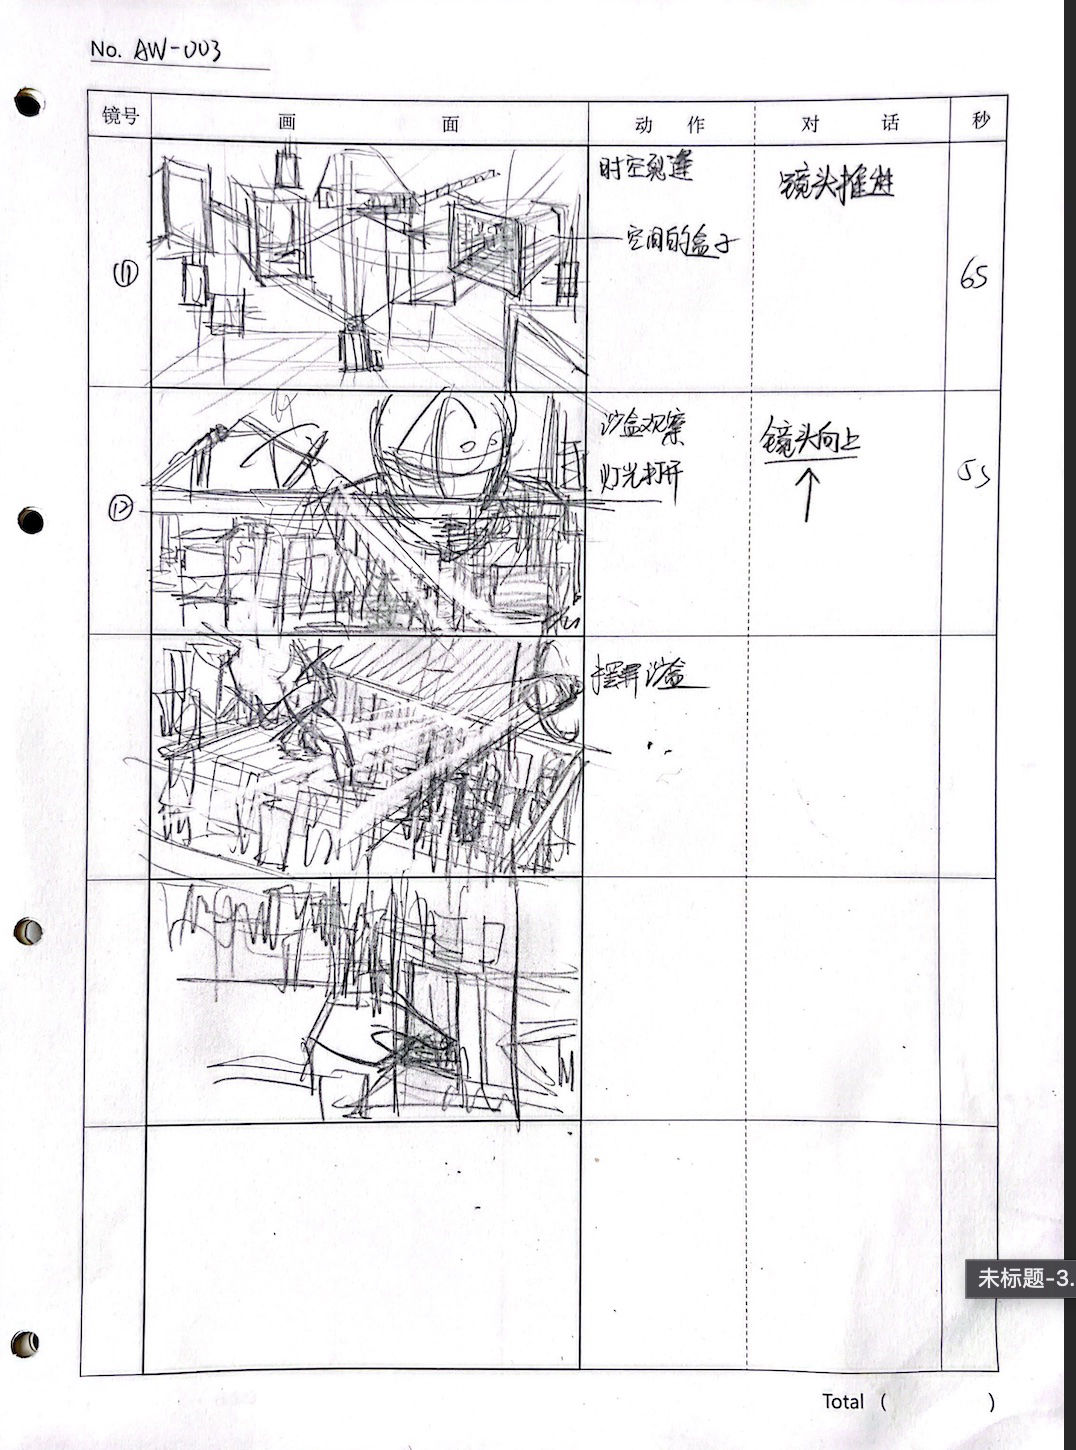 No. AW-003
镜号 画 面 动 作 对 话 秒
时空裂缝
镜头推进
空间的盒子
11
6S
沙盒观察
灯光打开
镜头向上
12
5S
沙盒
Total ( )
未标题-3.